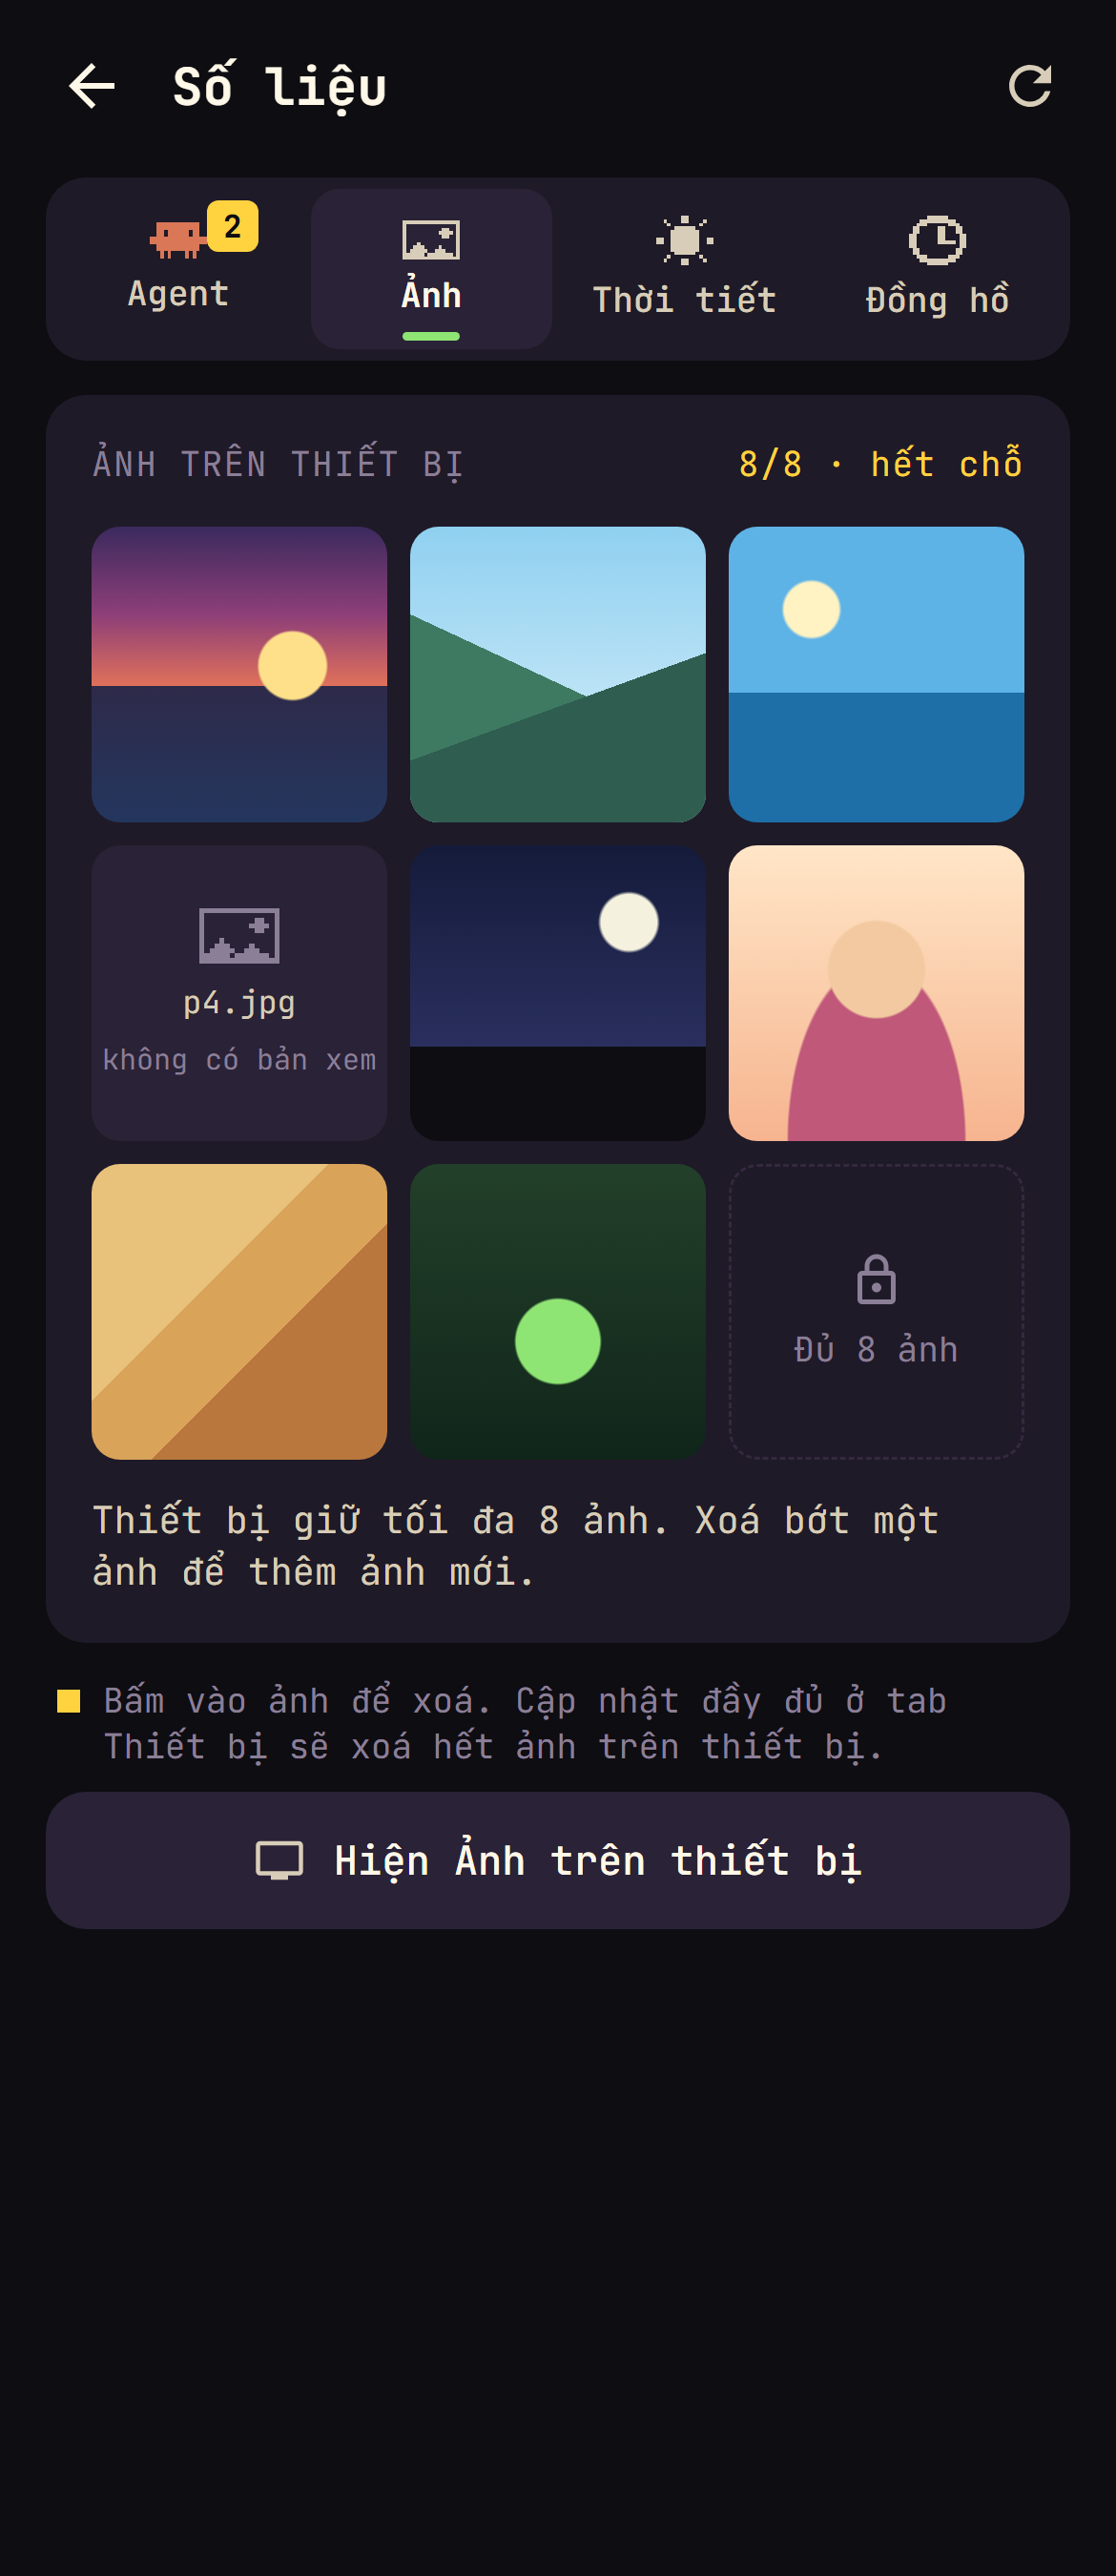 Số liệu
2
Agent
Ảnh
Thời tiết
Đồng hồ
ẢNH TRÊN THIẾT BỊ
8/8 · hết chỗ
p4.jpg
không có bản xem
Đủ 8 ảnh
Thiết bị giữ tối đa 8 ảnh. Xoá bớt một
ảnh để thêm ảnh mới.
Bấm vào ảnh để xoá. Cập nhật đầy đủ ở tab
Thiết bị sẽ xoá hết ảnh trên thiết bị.
Hiện Ảnh trên thiết bị